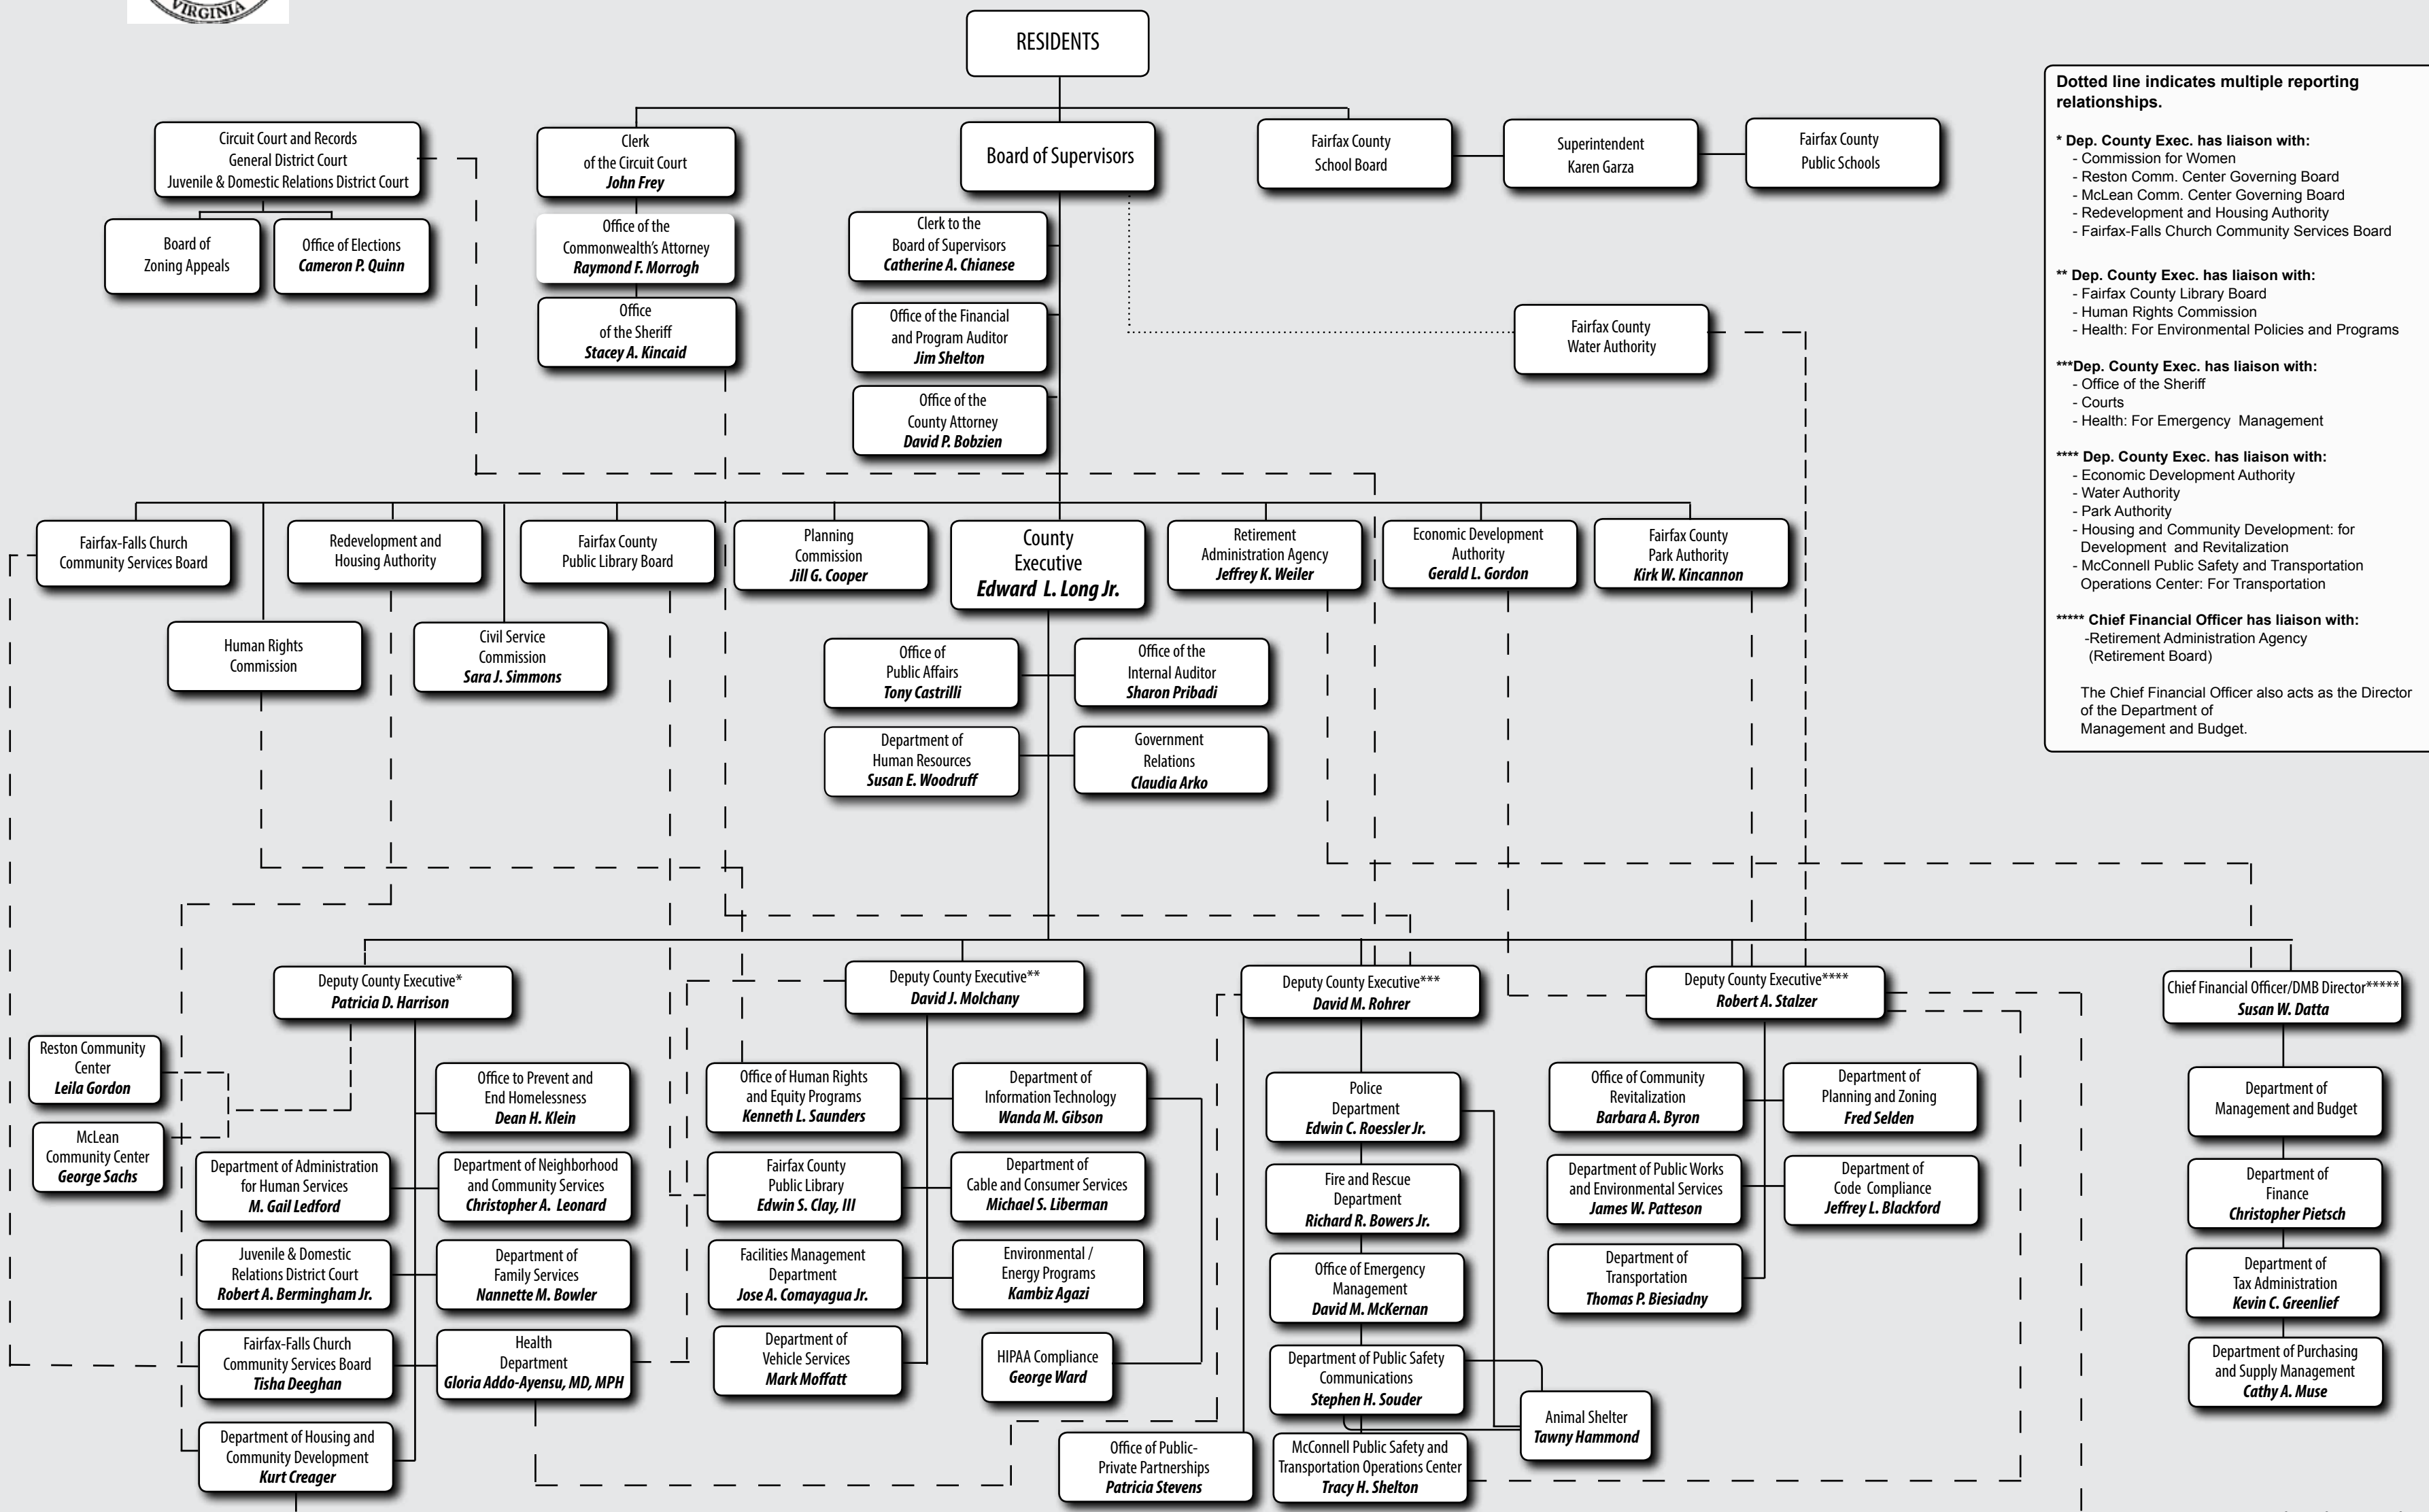 VIRGINIA
RESIDENTS
Circuit Court and Records
General District Court
Juvenile & Domestic Relations District Court
Board of
Zoning Appeals
Office of Elections
Cameron P. Quinn
Clerk
of the Circuit Court
John Frey
Office of the
Commonwealth's Attorney
Raymond F. Morrogh
Office
of the Sheriff
Stacey A. Kincaid
Board of Supervisors
Clerk to the
Board of Supervisors
Catherine A. Chianese
Office of the Financial
and Program Auditor
Jim Shelton
Office of the
County Attorney
David P. Bobzien
Fairfax County
School Board
Superintendent
Karen Garza
Fairfax County
Public Schools
Fairfax County
Water Authority
Dotted line indicates multiple reporting
relationships.
* Dep. County Exec. has liaison with:
- Commission for Women
- Reston Comm. Center Governing Board
- McLean Comm. Center Governing Board
- Redevelopment and Housing Authority
- Fairfax-Falls Church Community Services Board
** Dep. County Exec. has liaison with:
- Fairfax County Library Board
- Human Rights Commission
- Health: For Environmental Policies and Programs
***Dep. County Exec. has liaison with:
- Office of the Sheriff
- Courts
- Health: For Emergency Management
**** Dep. County Exec. has liaison with:
- Economic Development Authority
- Water Authority
- Park Authority
- Housing and Community Development: for
Development and Revitalization
- McConnell Public Safety and Transportation
Operations Center: For Transportation
***** Chief Financial Officer has liaison with:
-Retirement Administration Agency
(Retirement Board)
The Chief Financial Officer also acts as the Director
of the Department of
Management and Budget.
Fairfax-Falls Church
Community Services Board
Redevelopment and
Housing Authority
Fairfax County
Public Library Board
Planning
Commission
Jill G. Cooper
County
Executive
Edward L. Long Jr.
Retirement
Administration Agency
Jeffrey K. Weiler
Economic Development
Authority
Gerald L. Gordon
Fairfax County
Park Authority
Kirk W. Kincannon
Human Rights
Commission
Civil Service
Commission
Sara J. Simmons
Office of
Public Affairs
Tony Castrilli
Office of the
Internal Auditor
Sharon Pribadi
Department of
Human Resources
Susan E. Woodruff
Government
Relations
Claudia Arko
Deputy County Executive*
Patricia D. Harrison
Deputy County Executive**
David J. Molchany
Deputy County Executive***
David M. Rohrer
Deputy County Executive****
Robert A. Stalzer
Chief Financial Officer/DMB Director*****
Susan W. Datta
Reston Community
Center
Leila Gordon
McLean
Community Center
George Sachs
Office to Prevent and
End Homelessness
Dean H. Klein
Department of Administration
for Human Services
M. Gail Ledford
Department of Neighborhood
and Community Services
Christopher A. Leonard
Juvenile & Domestic
Relations District Court
Robert A. Bermingham Jr.
Department of
Family Services
Nannette M. Bowler
Fairfax-Falls Church
Community Services Board
Tisha Deeghan
Health
Department
Gloria Addo-Ayensu, MD, MPH
Department of Housing and
Community Development
Kurt Creager
Office of Human Rights
and Equity Programs
Kenneth L. Saunders
Department of
Information Technology
Wanda M. Gibson
Fairfax County
Public Library
Edwin S. Clay, III
Department of
Cable and Consumer Services
Michael S. Liberman
Facilities Management
Department
Jose A. Comayagua Jr.
Environmental /
Energy Programs
Kambiz Agazi
Department of
Vehicle Services
Mark Moffatt
HIPAA Compliance
George Ward
Police
Department
Edwin C. Roessler Jr.
Fire and Rescue
Department
Richard R. Bowers Jr.
Office of Emergency
Management
David M. McKernan
Department of Public Safety
Communications
Stephen H. Souder
Animal Shelter
Tawny Hammond
Office of Public-
Private Partnerships
Patricia Stevens
McConnell Public Safety and
Transportation Operations Center
Tracy H. Shelton
Office of Community
Revitalization
Barbara A. Byron
Department of
Planning and Zoning
Fred Selden
Department of Public Works
and Environmental Services
James W. Patteson
Department of
Code Compliance
Jeffrey L. Blackford
Department of
Transportation
Thomas P. Biesiadny
Department of
Management and Budget
Department of
Finance
Christopher Pietsch
Department of
Tax Administration
Kevin C. Greenlief
Department of Purchasing
and Supply Management
Cathy A. Muse